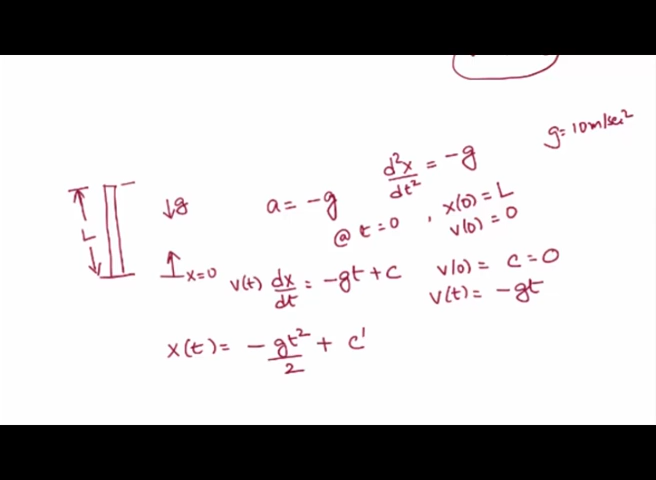 g = 10m/sec²
d²x/dt² = -g
↓g
a = -g
L
@ t = 0 , x(0) = L
v(0) = 0
↑ x=0
v(t) dx/dt = -gt + c
v(0) = c = 0
v(t) = -gt
x(t) = - gt²/2 + c'